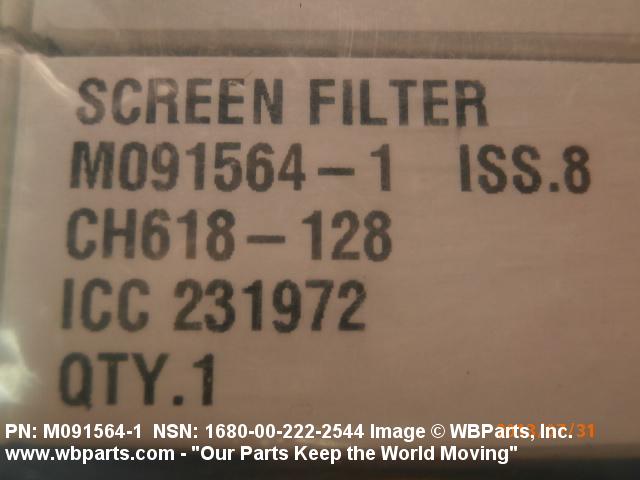 SCREEN FILTER
M091564-1 ISS.8
CH618-128
ICC 231972
QTY.1
PN: M091564-1 NSN: 1680-00-222-2544 Image © WBParts, Inc.
www.wbparts.com - "Our Parts Keep the World Moving"